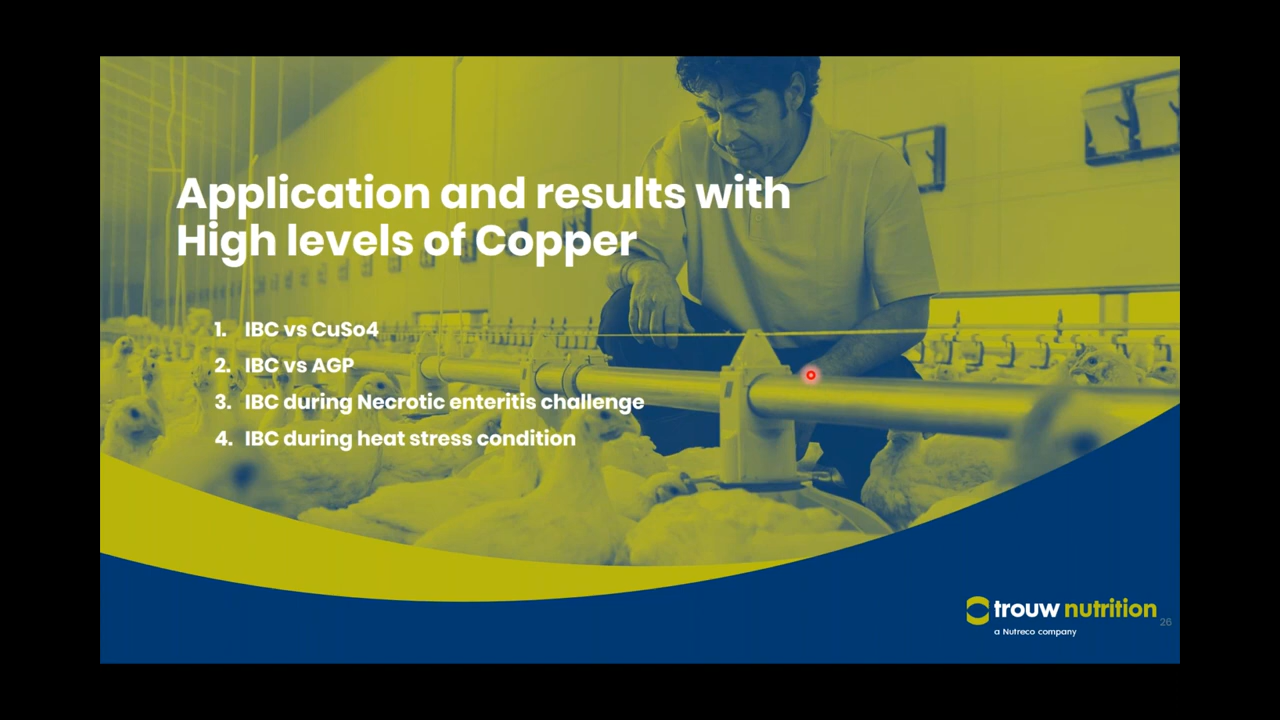 Application and results with
High levels of Copper
1. IBC vs CuSo4
2. IBC vs AGP
3. IBC during Necrotic enteritis challenge
4. IBC during heat stress condition
trouw nutrition
a Nutreco company
26